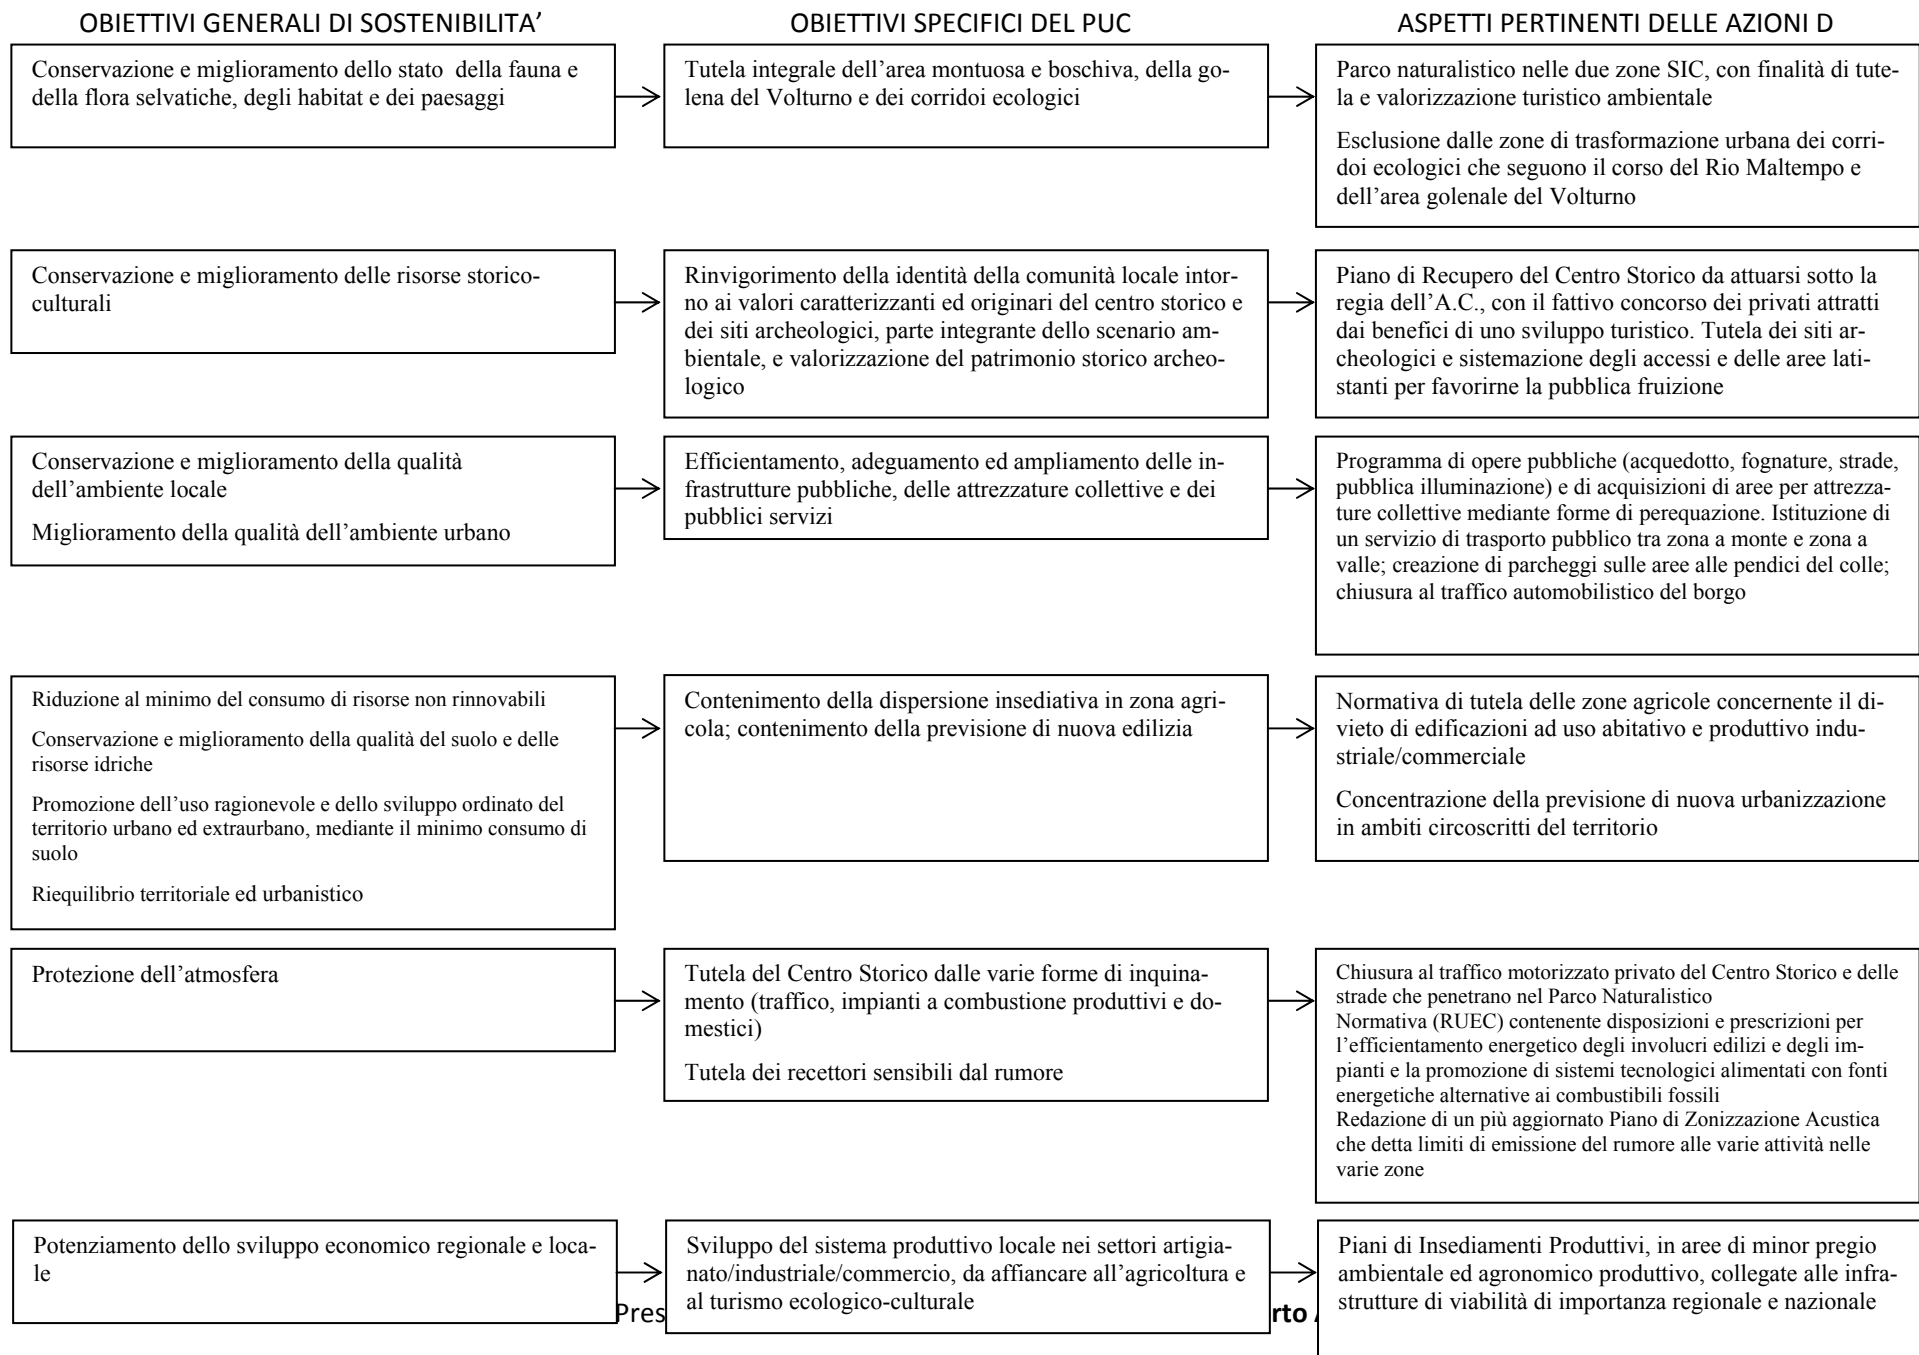 OBIETTIVI GENERALI DI SOSTENIBILITA’
OBIETTIVI SPECIFICI DEL PUC
ASPETTI PERTINENTI DELLE AZIONI D
Conservazione e miglioramento dello stato della fauna e
della flora selvatiche, degli habitat e dei paesaggi
Tutela integrale dell’area montuosa e boschiva, della go-
lena del Volturno e dei corridoi ecologici
Parco naturalistico nelle due zone SIC, con finalità di tute-
la e valorizzazione turistico ambientale
Esclusione dalle zone di trasformazione urbana dei corri-
doi ecologici che seguono il corso del Rio Maltempo e
dell’area golenale del Volturno
Conservazione e miglioramento delle risorse storico-
culturali
Rinvigorimento della identità della comunità locale intor-
no ai valori caratterizzanti ed originari del centro storico e
dei siti archeologici, parte integrante dello scenario am-
bientale, e valorizzazione del patrimonio storico archeo-
logico
Piano di Recupero del Centro Storico da attuarsi sotto la
regia dell’A.C., con il fattivo concorso dei privati attratti
dai benefici di uno sviluppo turistico. Tutela dei siti ar-
cheologici e sistemazione degli accessi e delle aree lati-
stanti per favorirne la pubblica fruizione
Conservazione e miglioramento della qualità
dell’ambiente locale
Miglioramento della qualità dell’ambiente urbano
Efficientamento, adeguamento ed ampliamento delle in-
frastrutture pubbliche, delle attrezzature collettive e dei
pubblici servizi
Programma di opere pubbliche (acquedotto, fognature, strade,
pubblica illuminazione) e di acquisizioni di aree per attrezza-
ture collettive mediante forme di perequazione. Istituzione di
un servizio di trasporto pubblico tra zona a monte e zona a
valle; creazione di parcheggi sulle aree alle pendici del colle;
chiusura al traffico automobilistico del borgo
Riduzione al minimo del consumo di risorse non rinnovabili
Conservazione e miglioramento della qualità del suolo e delle
risorse idriche
Promozione dell’uso ragionevole e dello sviluppo ordinato del
territorio urbano ed extraurbano, mediante il minimo consumo di
suolo
Riequilibrio territoriale ed urbanistico
Contenimento della dispersione insediativa in zona agri-
cola; contenimento della previsione di nuova edilizia
Normativa di tutela delle zone agricole concernente il di-
vieto di edificazioni ad uso abitativo e produttivo indu-
striale/commerciale
Concentrazione della previsione di nuova urbanizzazione
in ambiti circoscritti del territorio
Protezione dell’atmosfera
Tutela del Centro Storico dalle varie forme di inquina-
mento (traffico, impianti a combustione produttivi e do-
mestici)
Tutela dei recettori sensibili dal rumore
Chiusura al traffico motorizzato privato del Centro Storico e delle
strade che penetrano nel Parco Naturalistico
Normativa (RUEC) contenente disposizioni e prescrizioni per
l’efficientamento energetico degli involucri edilizi e degli im-
pianti e la promozione di sistemi tecnologici alimentati con fonti
energetiche alternative ai combustibili fossili
Redazione di un più aggiornato Piano di Zonizzazione Acustica
che detta limiti di emissione del rumore alle varie attività nelle
varie zone
Potenziamento dello sviluppo economico regionale e loca-
le
Sviluppo del sistema produttivo locale nei settori artigia-
nato/industriale/commercio, da affiancare all’agricoltura e
al turismo ecologico-culturale
Piani di Insediamenti Produttivi, in aree di minor pregio
ambientale ed agronomico produttivo, collegate alle infra-
strutture di viabilità di importanza regionale e nazionale
Pres
rto